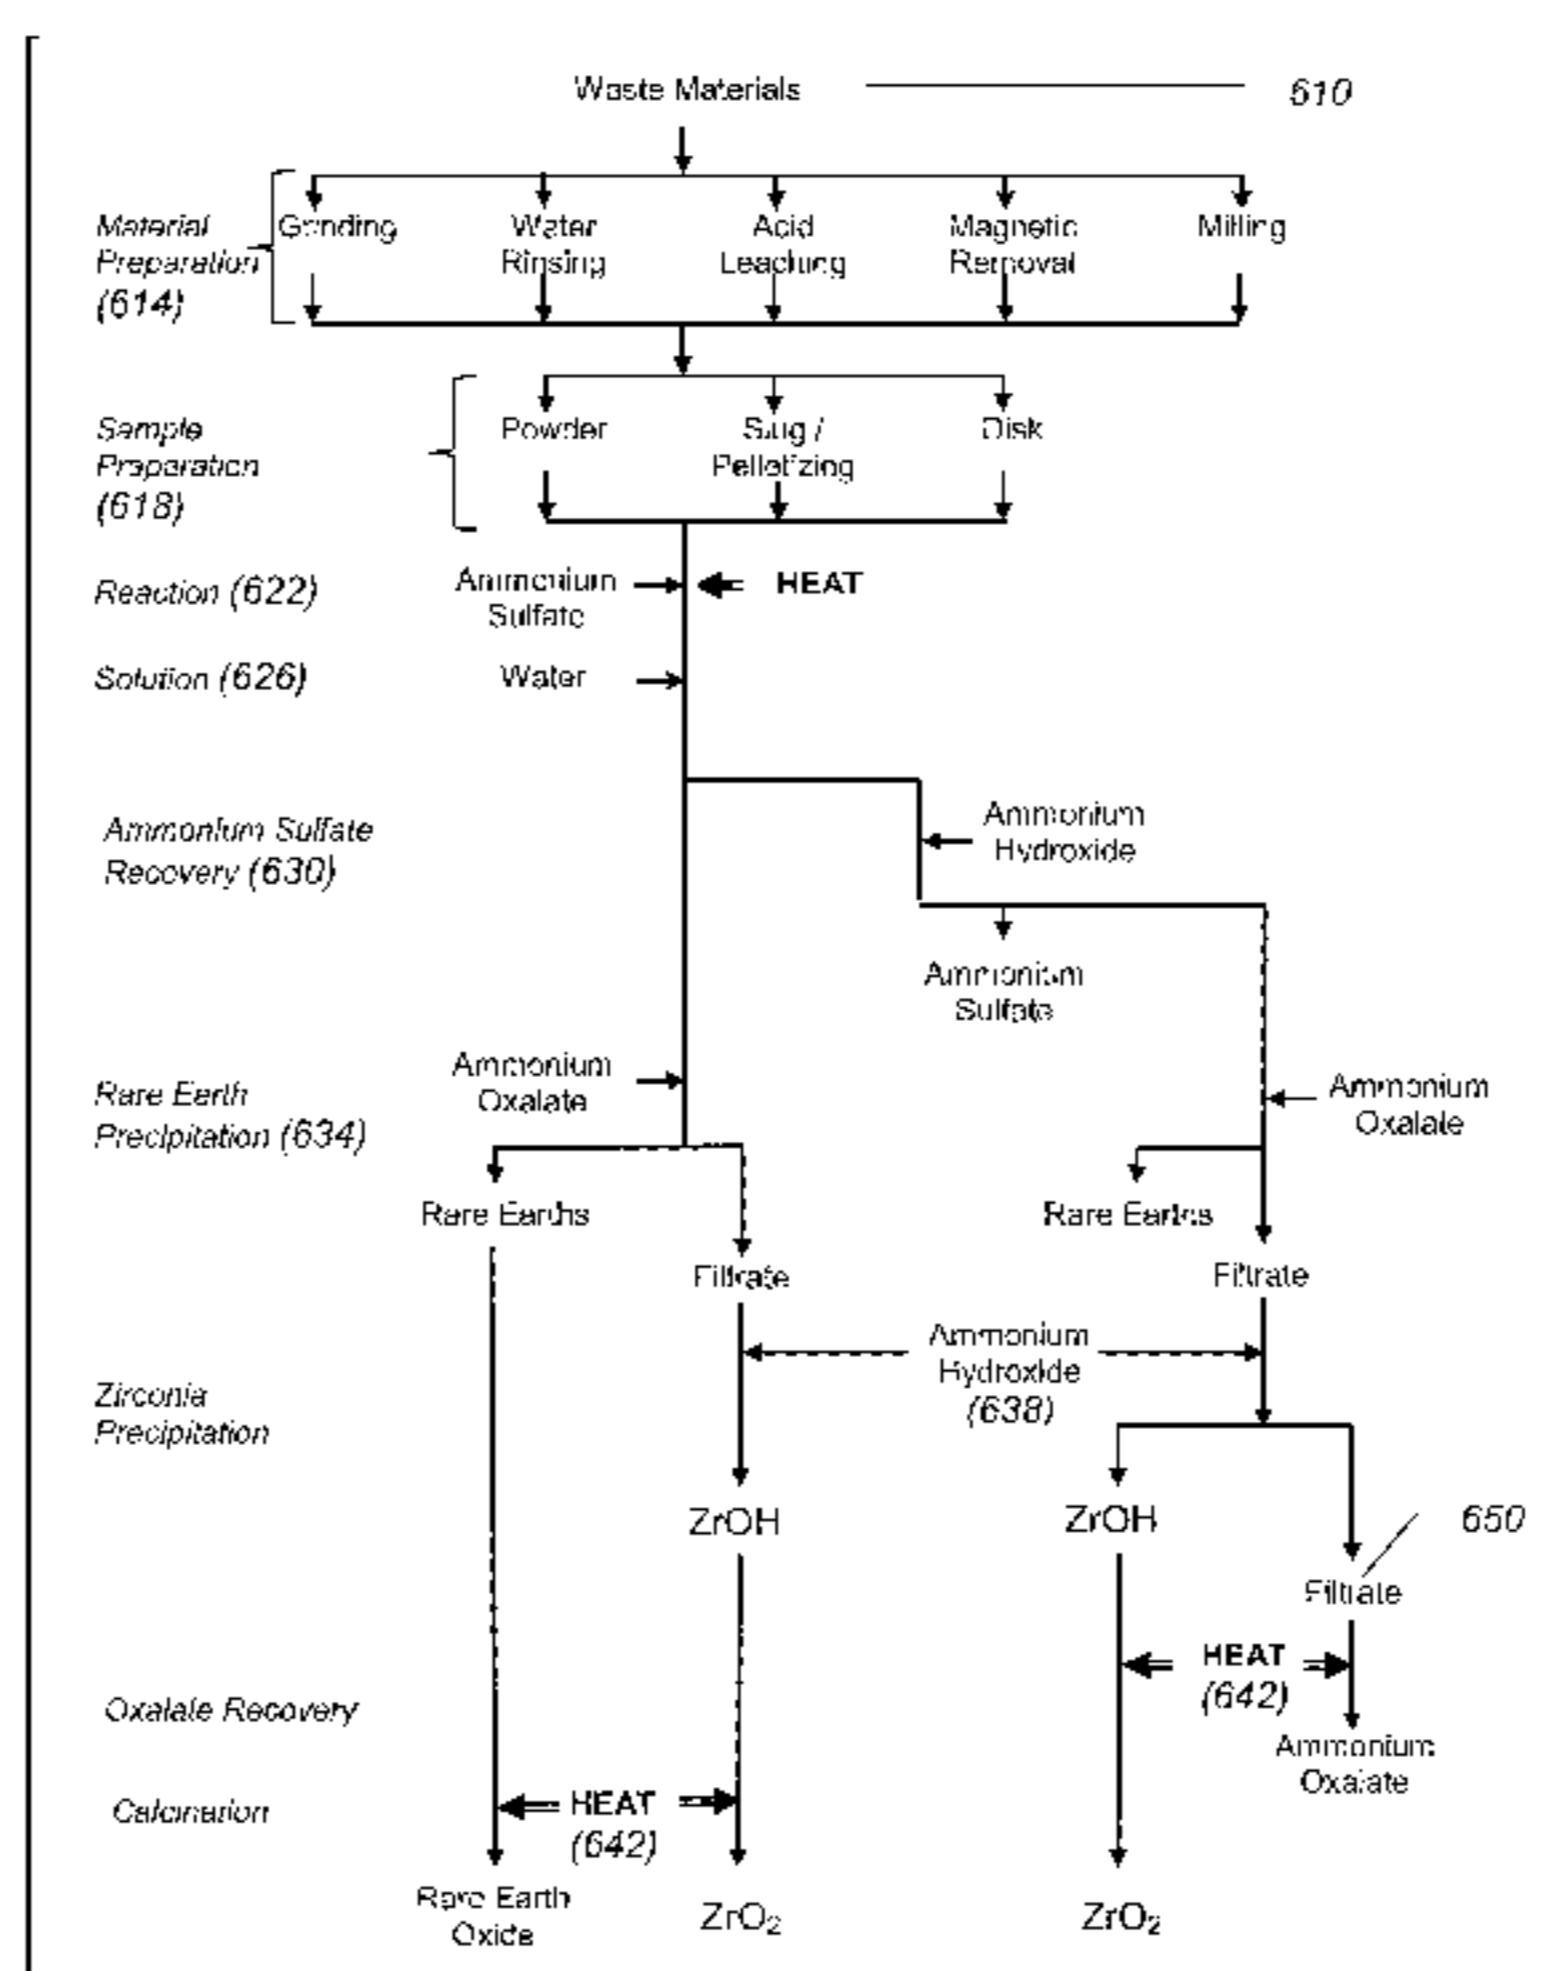 Waste Materials
610
Material
Preparation
(614)
Grinding
Water
Rinsing
Acid
Leaching
Magnetic
Removal
Milling
Sample
Preparation
(618)
Powder
Slug /
Pelletizing
Disk
Reaction (622)
Ammonium
Sulfate
HEAT
Solution (626)
Water
Ammonium Sulfate
Recovery (630)
Ammonium
Hydroxide
Ammonium
Sulfate
Rare Earth
Precipitation (634)
Ammonium
Oxalate
Ammonium
Oxalate
Rare Earths
Filtrate
Rare Earths
Filtrate
Zirconia
Precipitation
Ammonium
Hydroxide
(638)
ZrOH
ZrOH
650
Filtrate
HEAT
(642)
Oxalate Recovery
Ammonium
Oxalate
Calcination
HEAT
(642)
Rare Earth
Oxide
ZrO2
ZrO2